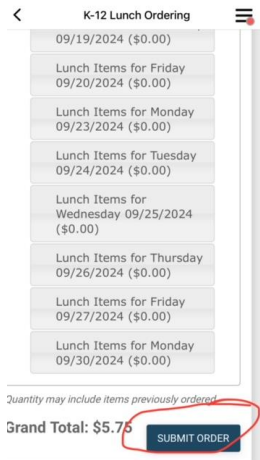 K-12 Lunch Ordering
09/19/2024 ($0.00)
Lunch Items for Friday
09/20/2024 ($0.00)
Lunch Items for Monday
09/23/2024 ($0.00)
Lunch Items for Tuesday
09/24/2024 ($0.00)
Lunch Items for
Wednesday 09/25/2024
($0.00)
Lunch Items for Thursday
09/26/2024 ($0.00)
Lunch Items for Friday
09/27/2024 ($0.00)
Lunch Items for Monday
09/30/2024 ($0.00)
Quantity may include items previously ordered
Grand Total: $5.75
SUBMIT ORDER